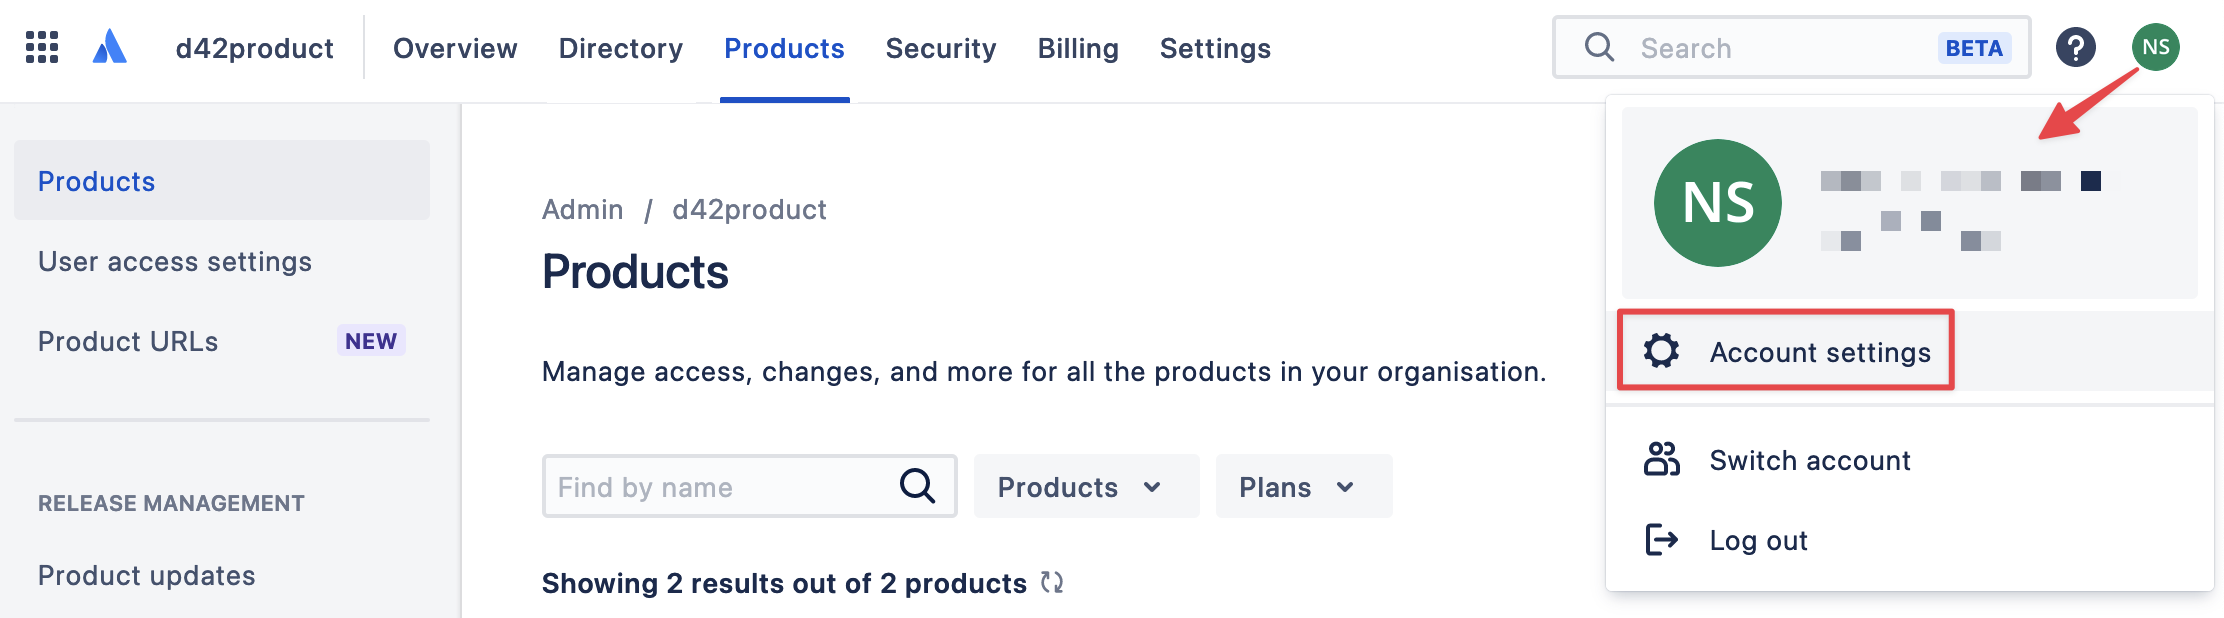 d42product Overview Directory Products Security Billing Settings Search BETA ? NS
Products
User access settings
Product URLs NEW
RELEASE MANAGEMENT
Product updates
Admin / d42product
Products
Manage access, changes, and more for all the products in your organisation.
Find by name Products Plans
Showing 2 results out of 2 products
NS
Account settings
Switch account
Log out